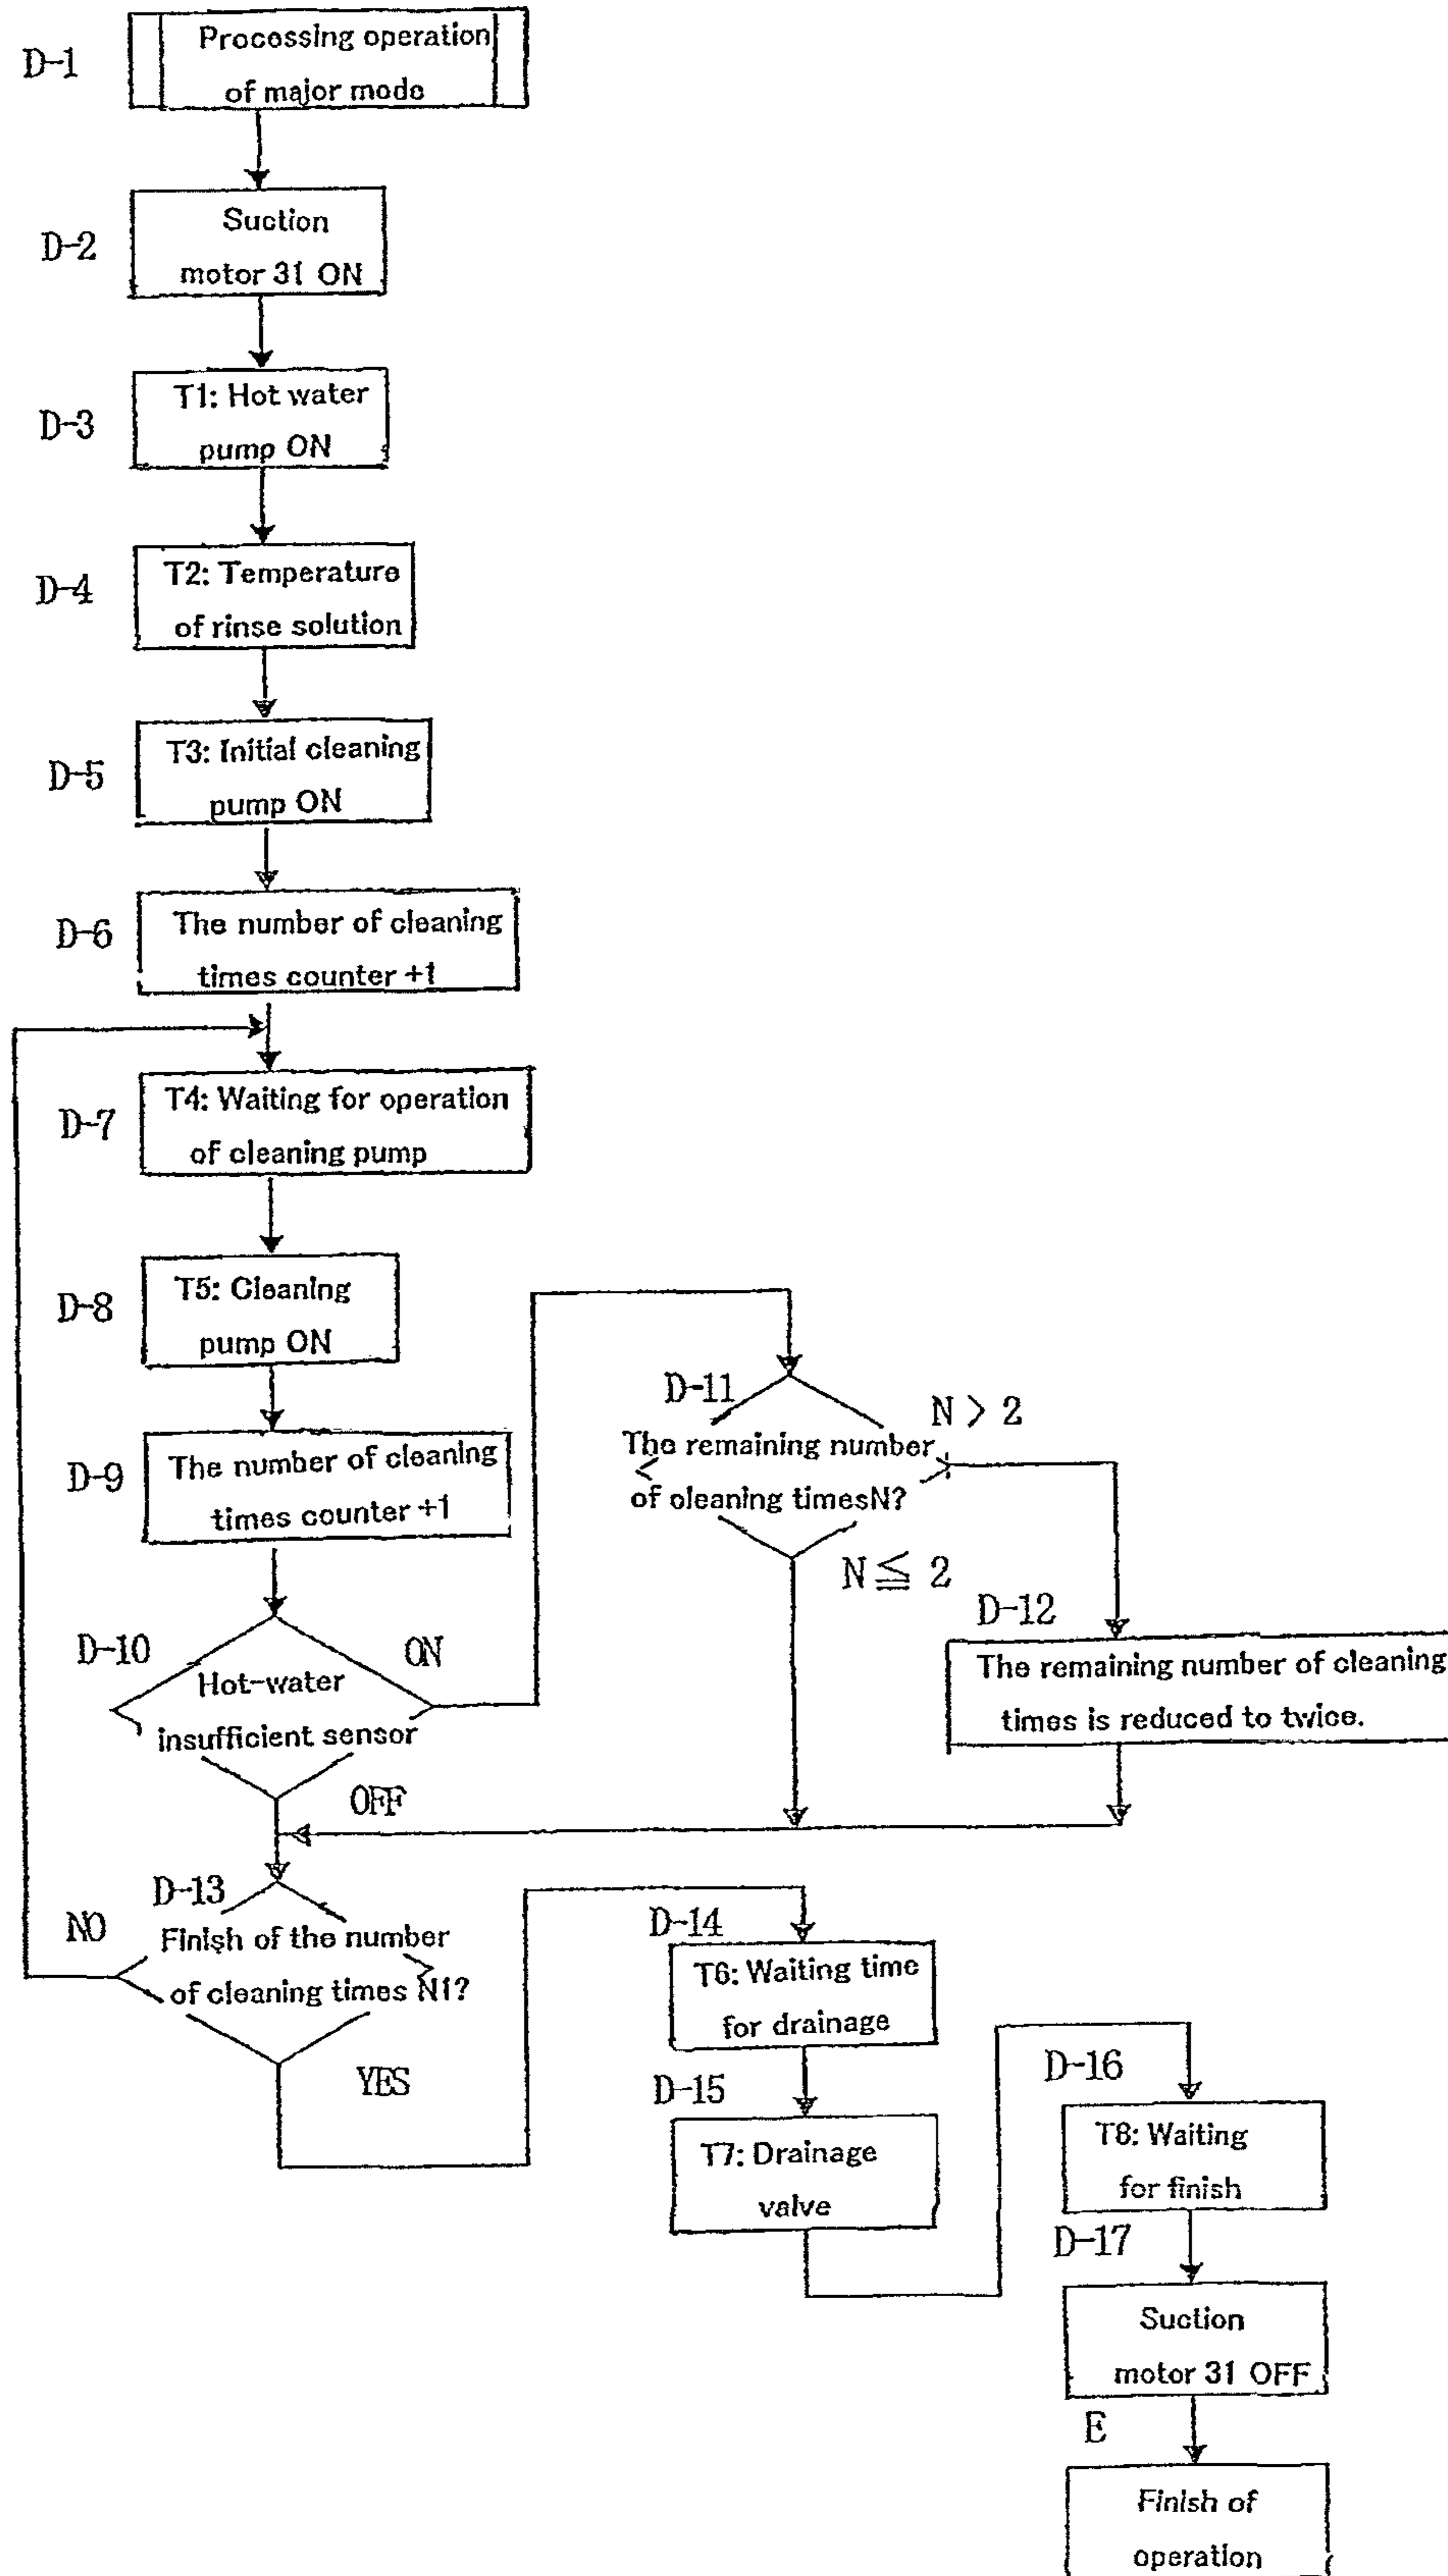 D-1
Processing operation
of major mode
D-2
Suction
motor 31 ON
D-3
T1: Hot water
pump ON
D-4
T2: Temperature
of rinse solution
D-5
T3: Initial cleaning
pump ON
D-6
The number of cleaning
times counter +1
D-7
T4: Waiting for operation
of cleaning pump
D-8
T5: Cleaning
pump ON
D-9
The number of cleaning
times counter +1
D-10
ON
Hot-water
insufficient sensor
OFF
D-11
N > 2
The remaining number
of cleaning timesN?
N ≦ 2
D-12
The remaining number of cleaning
times is reduced to twice.
D-13
NO
Finish of the number
of cleaning times N1?
YES
D-14
T6: Waiting time
for drainage
D-15
T7: Drainage
valve
D-16
T8: Waiting
for finish
D-17
Suction
motor 31 OFF
E
Finish of
operation